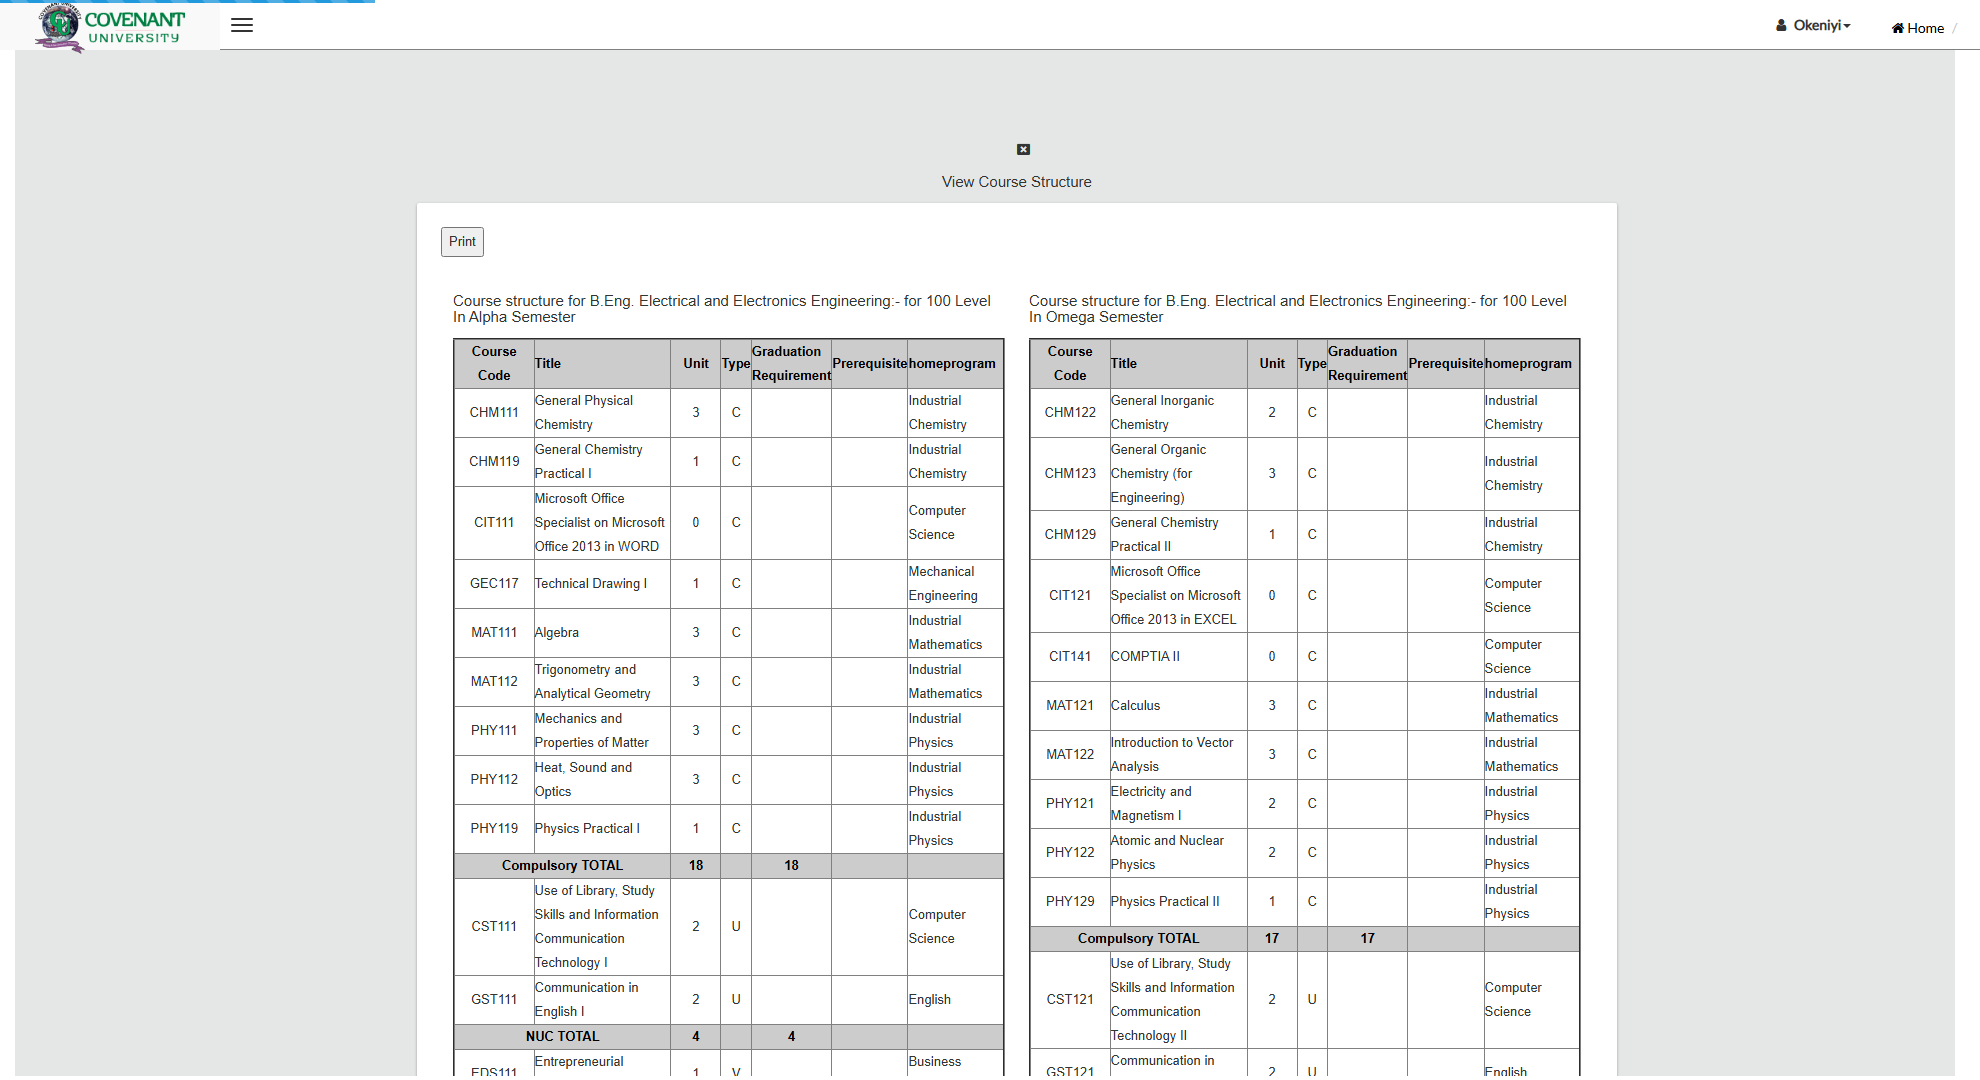 COVENANT
UNIVERSITY
Okeniyi
Home /
View Course Structure
Print
Course structure for B.Eng. Electrical and Electronics Engineering:- for 100 Level
In Alpha Semester
Course Code Title Unit Type Graduation Requirement Prerequisite homeprogram
CHM111 General Physical Chemistry 3 C Industrial Chemistry
CHM119 General Chemistry Practical I 1 C Industrial Chemistry
CIT111 Microsoft Office Specialist on Microsoft Office 2013 in WORD 0 C Computer Science
GEC117 Technical Drawing I 1 C Mechanical Engineering
MAT111 Algebra 3 C Industrial Mathematics
MAT112 Trigonometry and Analytical Geometry 3 C Industrial Mathematics
PHY111 Mechanics and Properties of Matter 3 C Industrial Physics
PHY112 Heat, Sound and Optics 3 C Industrial Physics
PHY119 Physics Practical I 1 C Industrial Physics
Compulsory TOTAL 18 18
CST111 Use of Library, Study Skills and Information Communication Technology I 2 U Computer Science
GST111 Communication in English I 2 U English
NUC TOTAL 4 4
EDS111 Entrepreneurial 1 V Business
Course structure for B.Eng. Electrical and Electronics Engineering:- for 100 Level
In Omega Semester
Course Code Title Unit Type Graduation Requirement Prerequisite homeprogram
CHM122 General Inorganic Chemistry 2 C Industrial Chemistry
CHM123 General Organic Chemistry (for Engineering) 3 C Industrial Chemistry
CHM129 General Chemistry Practical II 1 C Industrial Chemistry
CIT121 Microsoft Office Specialist on Microsoft Office 2013 in EXCEL 0 C Computer Science
CIT141 COMPTIA II 0 C Computer Science
MAT121 Calculus 3 C Industrial Mathematics
MAT122 Introduction to Vector Analysis 3 C Industrial Mathematics
PHY121 Electricity and Magnetism I 2 C Industrial Physics
PHY122 Atomic and Nuclear Physics 2 C Industrial Physics
PHY129 Physics Practical II 1 C Industrial Physics
Compulsory TOTAL 17 17
CST121 Use of Library, Study Skills and Information Communication Technology II 2 U Computer Science
GST121 Communication in 2 U English